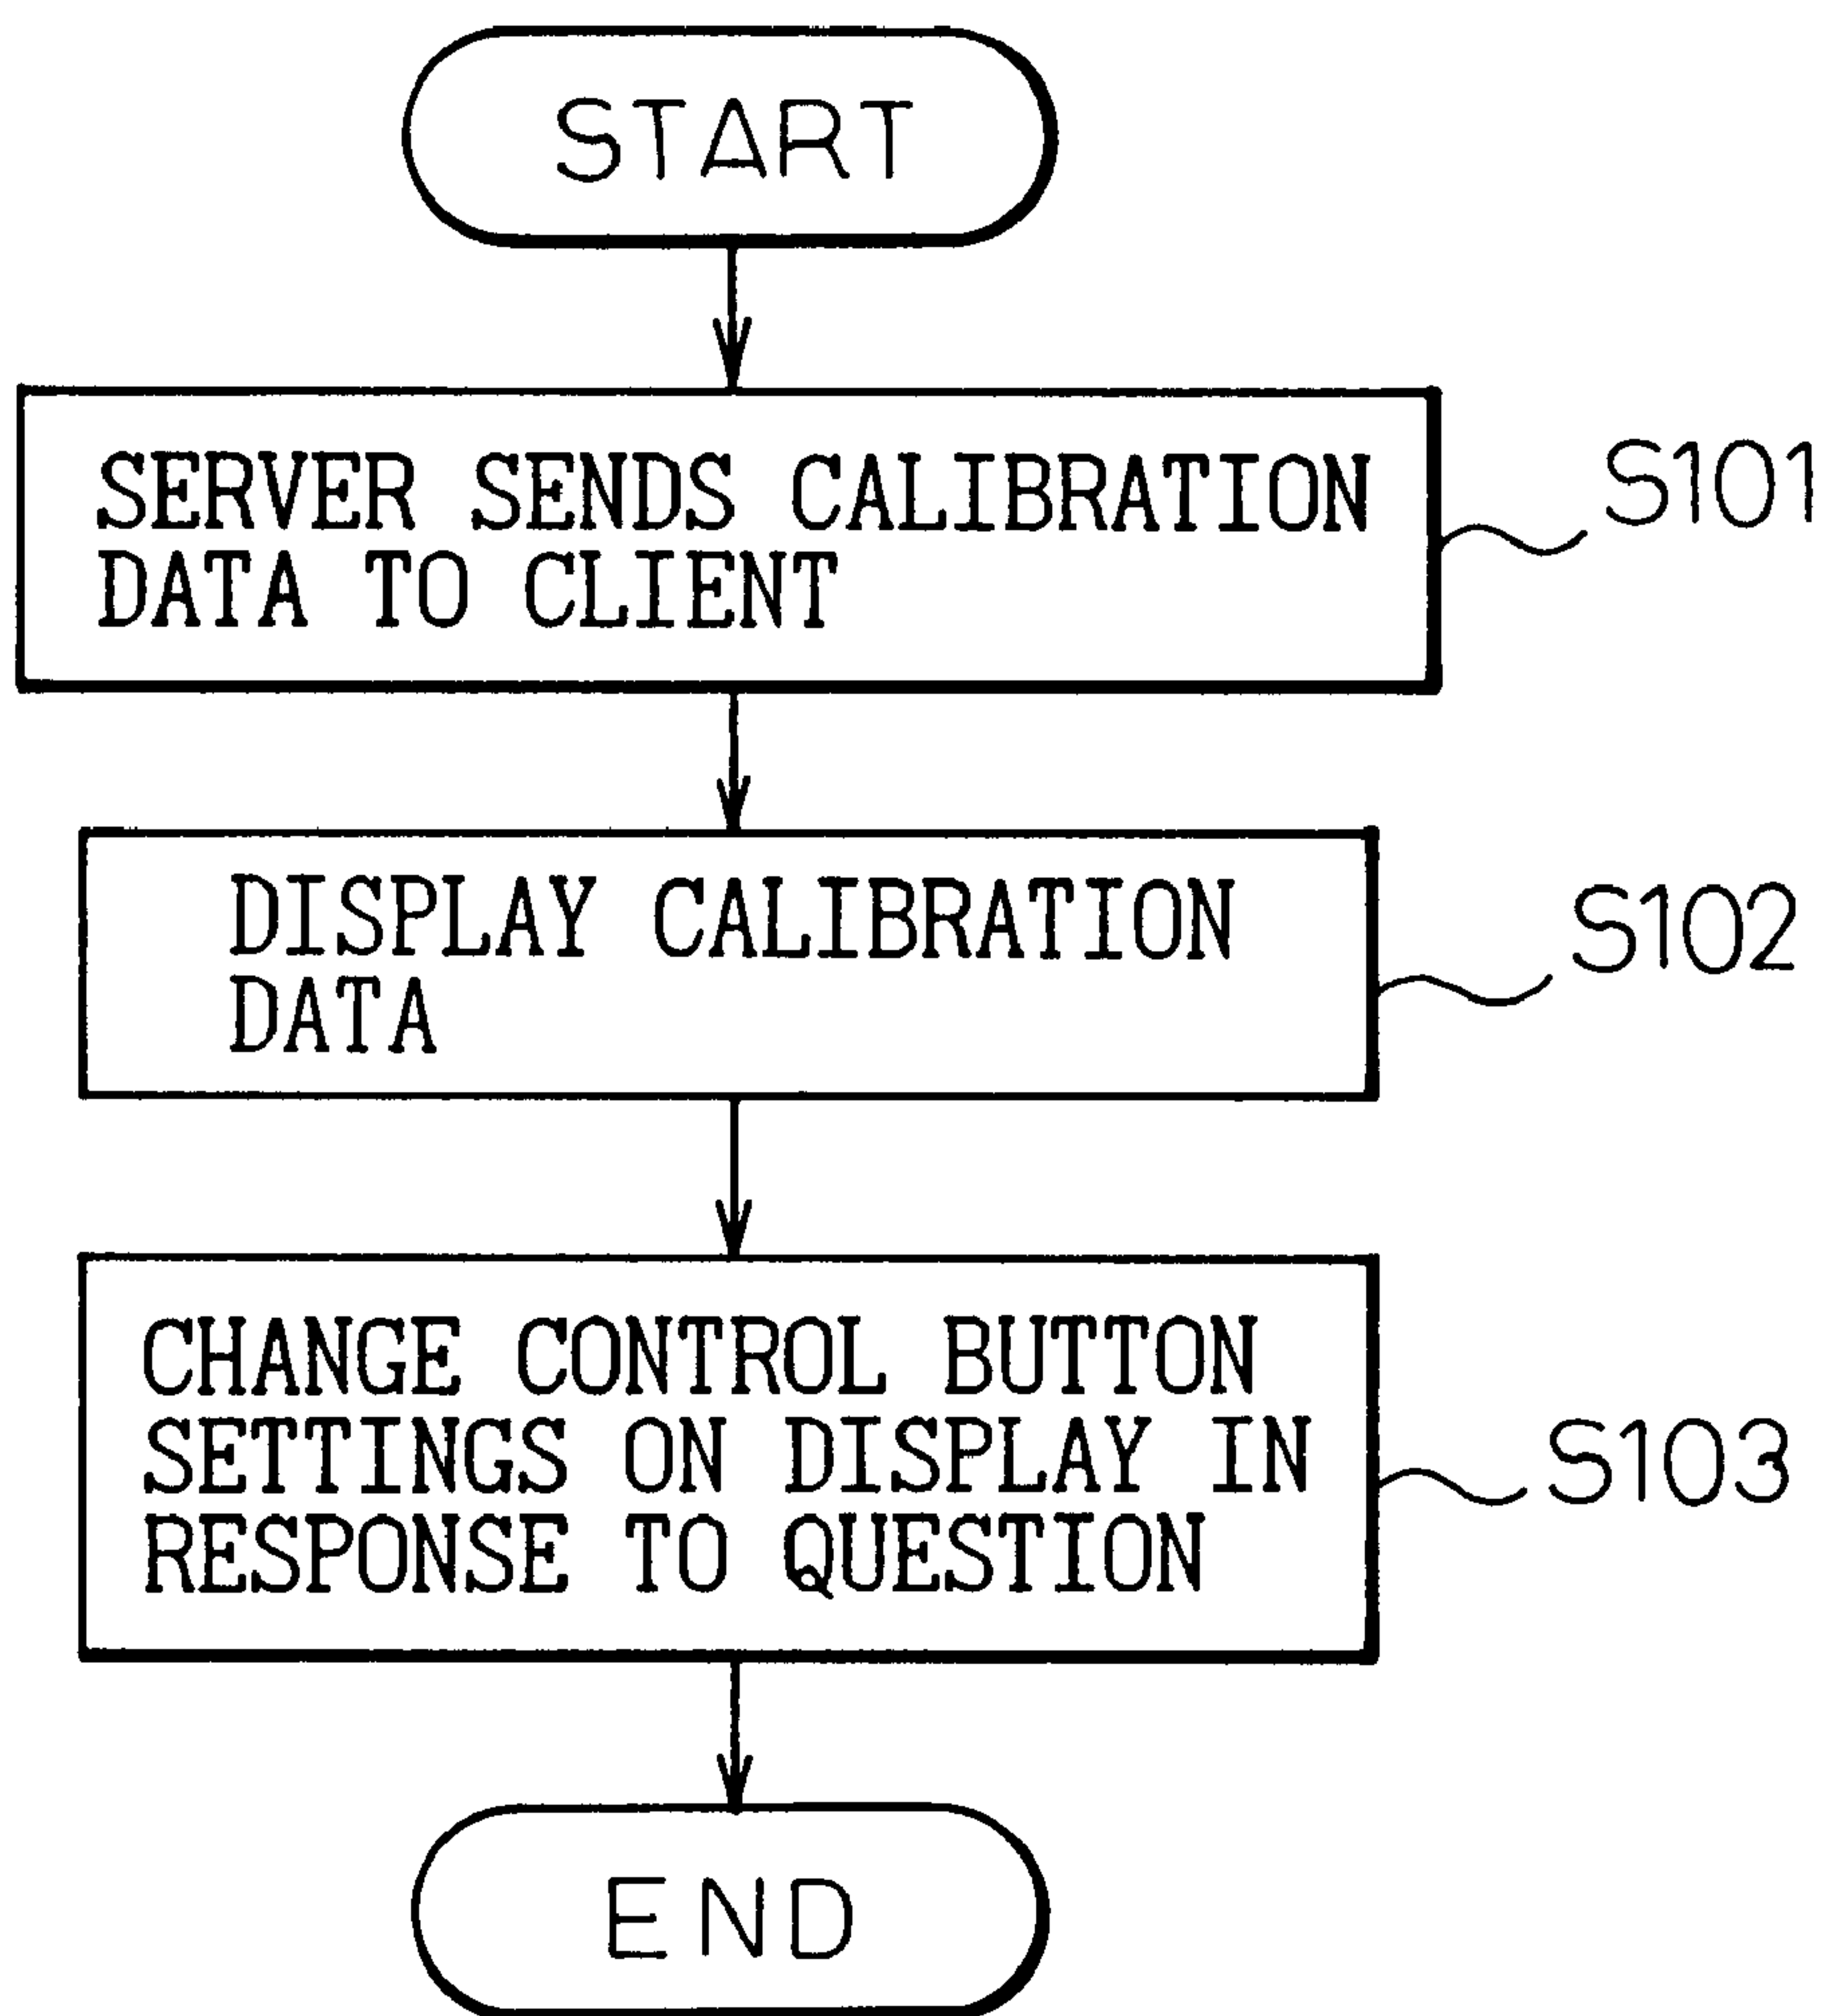 START
SERVER SENDS CALIBRATION
DATA TO CLIENT
S101
DISPLAY CALIBRATION
DATA
S102
CHANGE CONTROL BUTTON
SETTINGS ON DISPLAY IN
RESPONSE TO QUESTION
S103
END